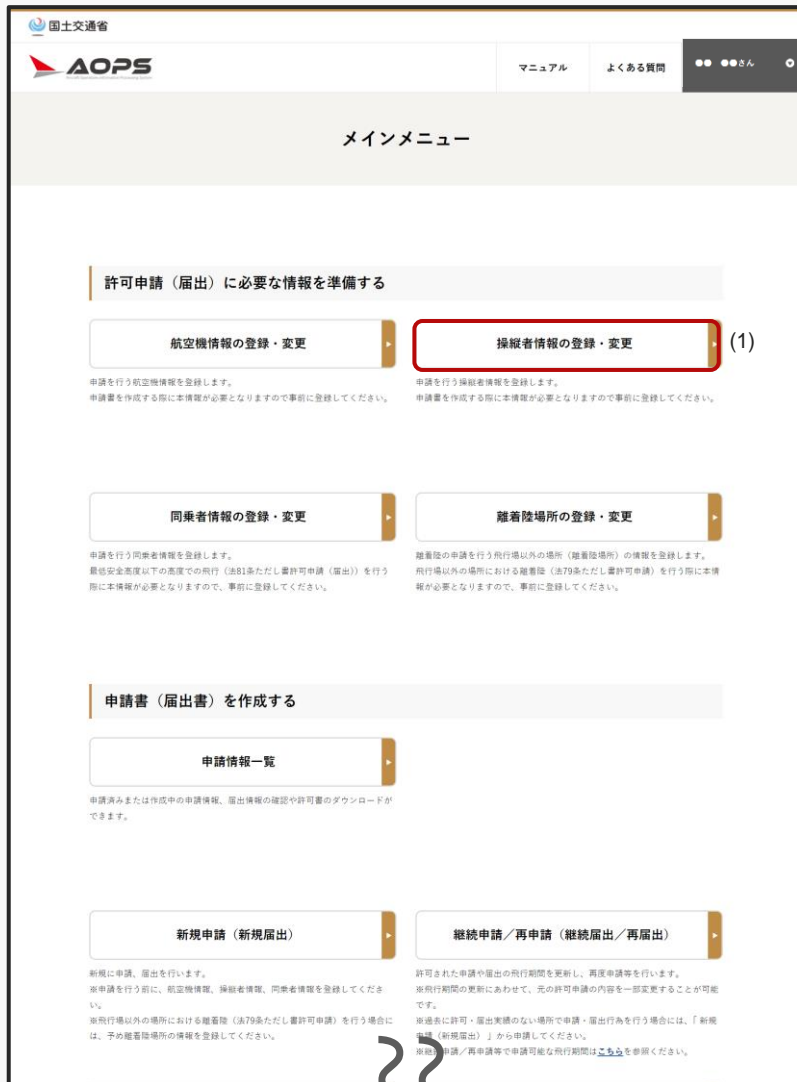 国土交通省
AOPS
マニュアル
よくある質問
●● ●●さん
メインメニュー
許可申請（届出）に必要な情報を準備する
航空機情報の登録・変更
操縦者情報の登録・変更
(1)
申請を行う航空機情報を登録します。
申請書を作成する際に本情報が必要となりますので事前に登録してください。
申請を行う操縦者情報を登録します。
申請書を作成する際に本情報が必要となりますので事前に登録してください。
同乗者情報の登録・変更
離着陸場所の登録・変更
申請を行う同乗者情報を登録します。
最低安全高度以下の高度での飛行（法81条ただし書許可申請（届出））を行う
際に本情報が必要となりますので、事前に登録してください。
離着陸の申請を行う飛行場以外の場所（離着陸場所）の情報を登録します。
飛行場以外の場所における離着陸（法79条ただし書許可申請）を行う際に本情
報が必要となりますので、事前に登録してください。
申請書（届出書）を作成する
申請情報一覧
申請済みまたは作成中の申請情報、届出情報の確認や許可書のダウンロードが
できます。
新規申請（新規届出）
継続申請／再申請（継続届出／再届出）
新規に申請、届出を行います。
※申請を行う前に、航空機情報、操縦者情報、同乗者情報を登録してくださ
い。
※飛行場以外の場所における離着陸（法79条ただし書許可申請）を行う場合に
は、予め離着陸場所の情報を登録してください。
許可された申請や届出の飛行期間を更新し、再度申請等を行います。
※飛行期間の更新にあわせて、元の許可申請の内容を一部変更することが可能
です。
※過去に許可・届出実績のない場所で申請・届出行為を行う場合には、「新規
申請（新規届出）」から申請してください。
※継続申請／再申請等で申請可能な飛行期間はこちらを参照ください。